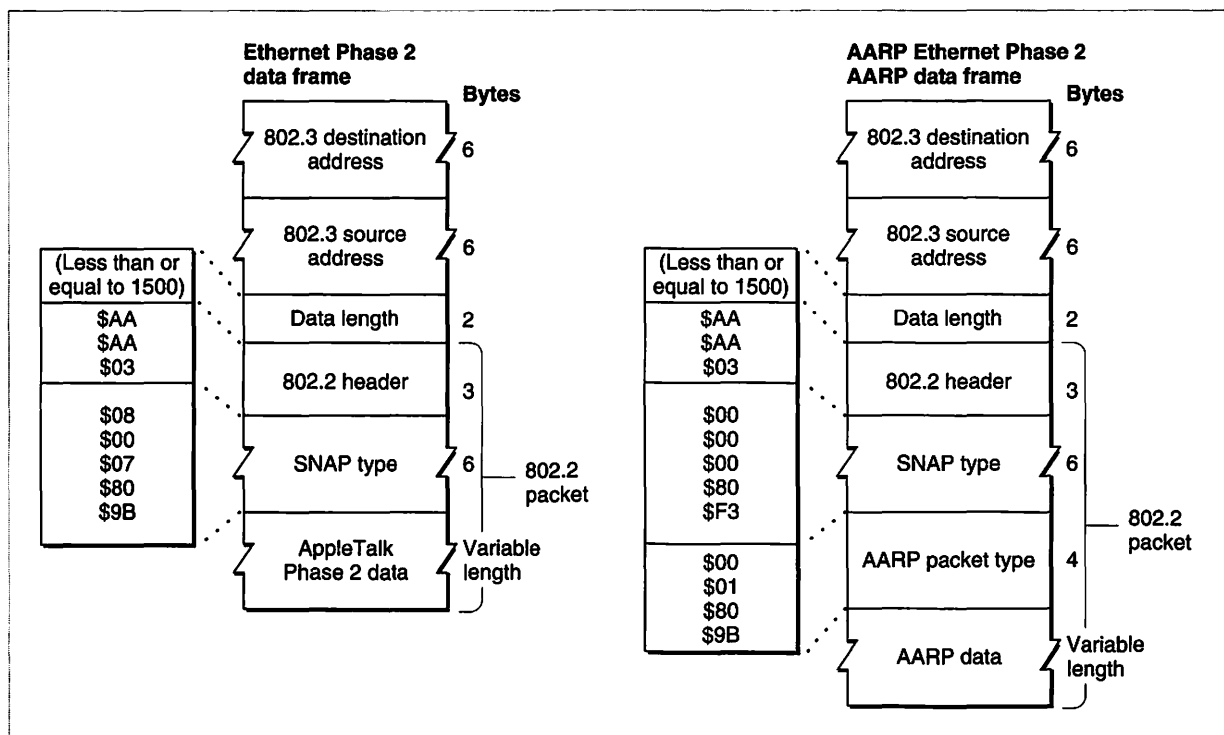 Ethernet Phase 2
data frame
Bytes
802.3 destination
address
6
802.3 source
address
6
(Less than or
equal to 1500)
Data length
2
$AA
$AA
$03
802.2 header
3
$08
$00
$07
$80
$9B
SNAP type
6
802.2
packet
AppleTalk
Phase 2 data
Variable
length
AARP Ethernet Phase 2
AARP data frame
Bytes
802.3 destination
address
6
802.3 source
address
6
(Less than or
equal to 1500)
Data length
2
$AA
$AA
$03
802.2 header
3
$00
$00
$00
$80
$F3
SNAP type
6
802.2
packet
$00
$01
$80
$9B
AARP packet type
4
AARP data
Variable
length